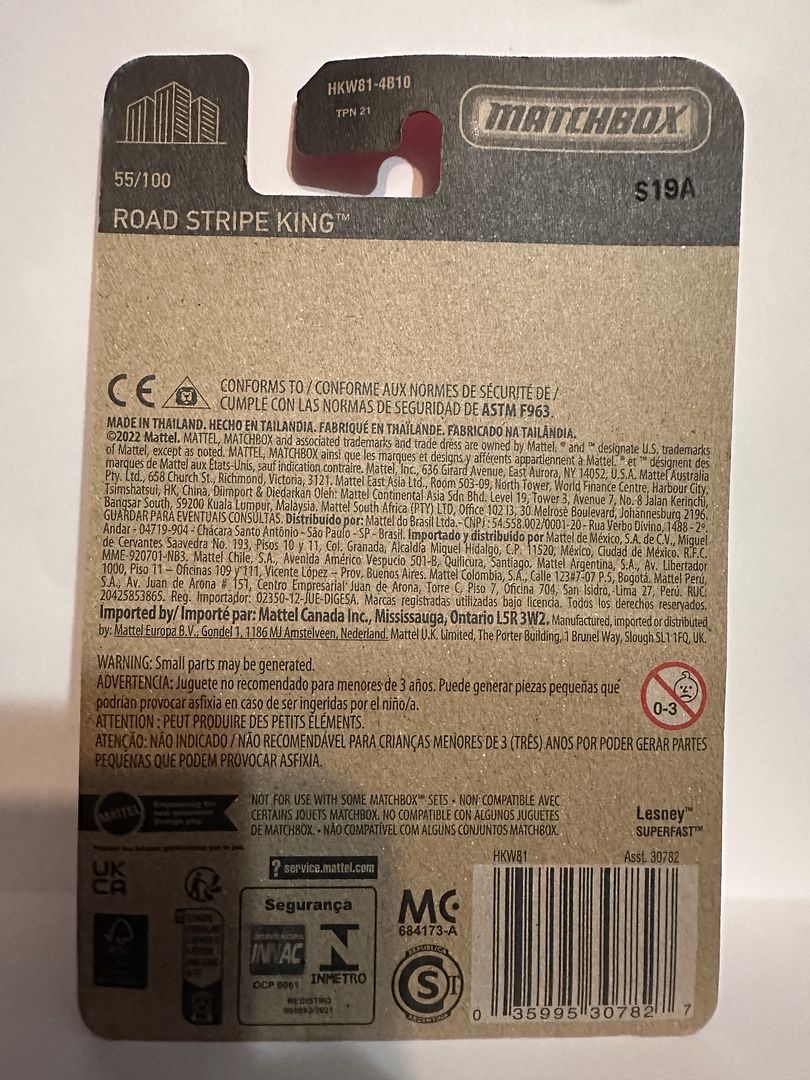 HKW81-4B10
TPN 21
MATCHBOX
55/100
S19A
ROAD STRIPE KING™
CE
CONFORMS TO / CONFORME AUX NORMES DE SÉCURITÉ DE /
CUMPLE CON LAS NORMAS DE SEGURIDAD DE ASTM F963.
MADE IN THAILAND. HECHO EN TAILANDIA. FABRIQUÉ EN THAÏLANDE. FABRICADO NA TAILÂNDIA.
©2022 Mattel. MATTEL, MATCHBOX and associated trademarks and trade dress are owned by Mattel. ® and ™ designate U.S. trademarks
of Mattel, except as noted. MATTEL, MATCHBOX ainsi que les marques et designs y afférents appartiennent à Mattel. ® et ™ désignent des
marques de Mattel aux États-Unis, sauf indication contraire. Mattel, Inc., 636 Girard Avenue, East Aurora, NY 14052, U.S.A. Mattel Australia
Pty. Ltd., 658 Church St., Richmond, Victoria, 3121. Mattel East Asia Ltd., Room 503-09, North Tower, World Finance Centre, Harbour City,
Tsimshatsui, HK, China. Diimport & Diedarkan Oleh: Mattel Continental Asia Sdn Bhd. Level 19, Tower 3, Avenue 7, No. 8 Jalan Kerinchi,
Bangsar South, 59200 Kuala Lumpur, Malaysia. Mattel South Africa (PTY) LTD, Office 102 I3, 30 Melrose Boulevard, Johannesburg 2196.
GUARDAR PARA EVENTUAIS CONSULTAS. Distribuído por: Mattel do Brasil Ltda.- CNPJ : 54.558.002/0001-20 - Rua Verbo Divino, 1488 - 2º.
Andar - 04719-904 - Chácara Santo Antônio - São Paulo - SP - Brasil. Importado y distribuido por Mattel de México, S.A. de C.V., Miguel
de Cervantes Saavedra No. 193, Pisos 10 y 11, Col. Granada, Alcaldía Miguel Hidalgo, C.P. 11520, México, Ciudad de México. R.F.C.
MME-920701-NB3. Mattel Chile, S.A., Avenida Américo Vespucio 501-B, Quilicura, Santiago. Mattel Argentina, S.A., Av. Libertador
1000, Piso 11 – Oficinas 109 y 111, Vicente López – Prov. Buenos Aires. Mattel Colombia, S.A., Calle 123#7-07 P.5, Bogotá. Mattel Perú,
S.A., Av. Juan de Arona # 151, Centro Empresarial Juan de Arona, Torre C, Piso 7, Oficina 704, San Isidro, Lima 27, Perú. RUC:
20425853865. Reg. Importador: 02350-12-JUE-DIGESA. Marcas registradas utilizadas bajo licencia. Todos los derechos reservados.
Imported by/ Importé par: Mattel Canada Inc., Mississauga, Ontario L5R 3W2. Manufactured, imported or distributed
by: Mattel Europa B.V., Gondel 1, 1186 MJ Amstelveen, Nederland. Mattel U.K. Limited, The Porter Building, 1 Brunel Way, Slough SL1 1FQ, UK.
WARNING: Small parts may be generated.
ADVERTENCIA: Juguete no recomendado para menores de 3 años. Puede generar piezas pequeñas que
podrían provocar asfixia en caso de ser ingeridas por el niño/a.
ATTENTION : PEUT PRODUIRE DES PETITS ÉLÉMENTS.
ATENÇÃO: NÃO INDICADO / NÃO RECOMENDÁVEL PARA CRIANÇAS MENORES DE 3 (TRÊS) ANOS POR PODER GERAR PARTES
PEQUENAS QUE PODEM PROVOCAR ASFIXIA.
0-3
MATTEL
NOT FOR USE WITH SOME MATCHBOX™ SETS • NON COMPATIBLE AVEC
CERTAINS JOUETS MATCHBOX. NO COMPATIBLE CON ALGUNOS JUGUETES
DE MATCHBOX. • NÃO COMPATÍVEL COM ALGUNS CONJUNTOS MATCHBOX.
Lesney™
SUPERFAST™
UK
CA
? service.mattel.com
HKW81
Asst. 30782
Segurança
INNAC
OCP 0061
INMETRO
REGISTRO
MC
684173-A
REPUBLICA
ST
ARGENTINA
0 35995 30782 7